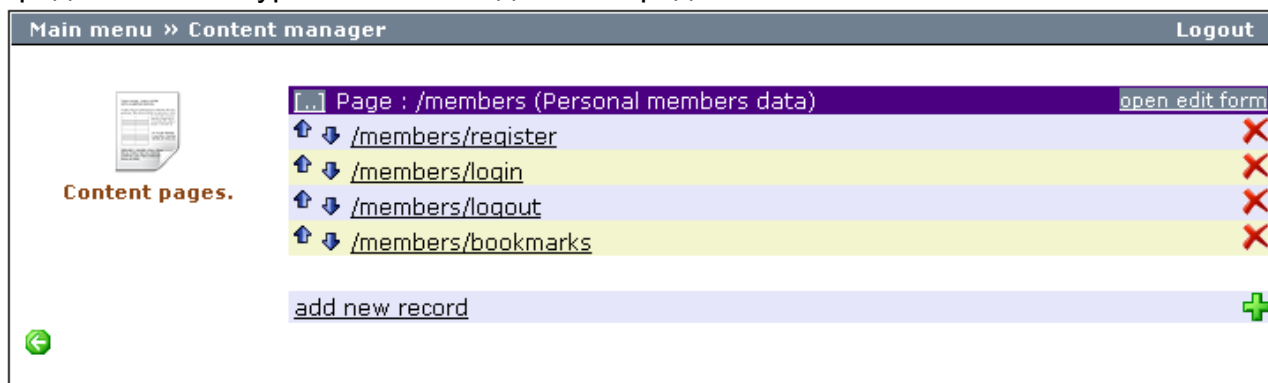 Main menu » Content manager Logout
[..] Page : /members (Personal members data) open edit form
/members/register
/members/login
Content pages.
/members/logout
/members/bookmarks
add new record